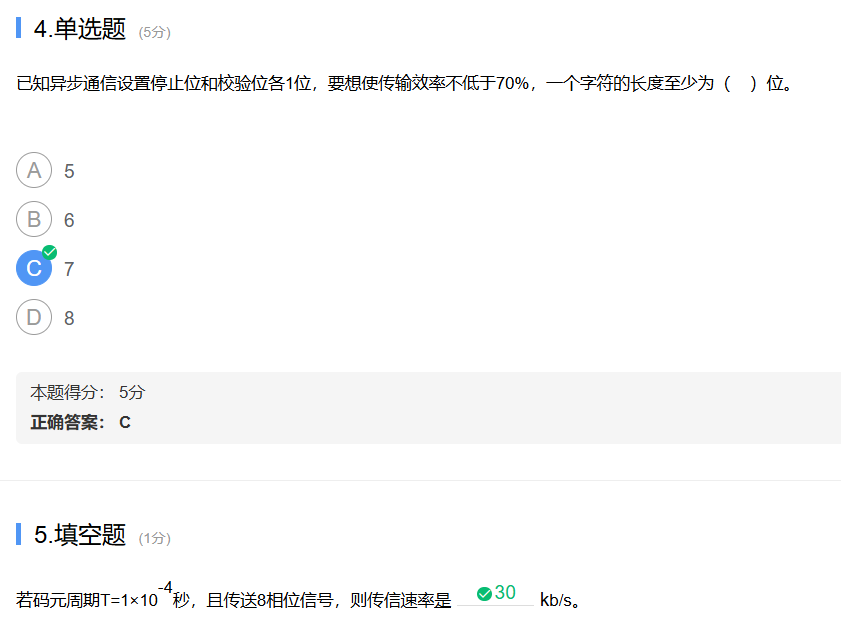 4.单选题 (5分)
已知异步通信设置停止位和校验位各1位，要想使传输效率不低于70%，一个字符的长度至少为（ ）位。
A 5
B 6
C 7
D 8
本题得分： 5分
正确答案： C
5.填空题 (1分)
若码元周期T=1×10⁻⁴秒，且传送8相位信号，则传信速率是 30 kb/s。